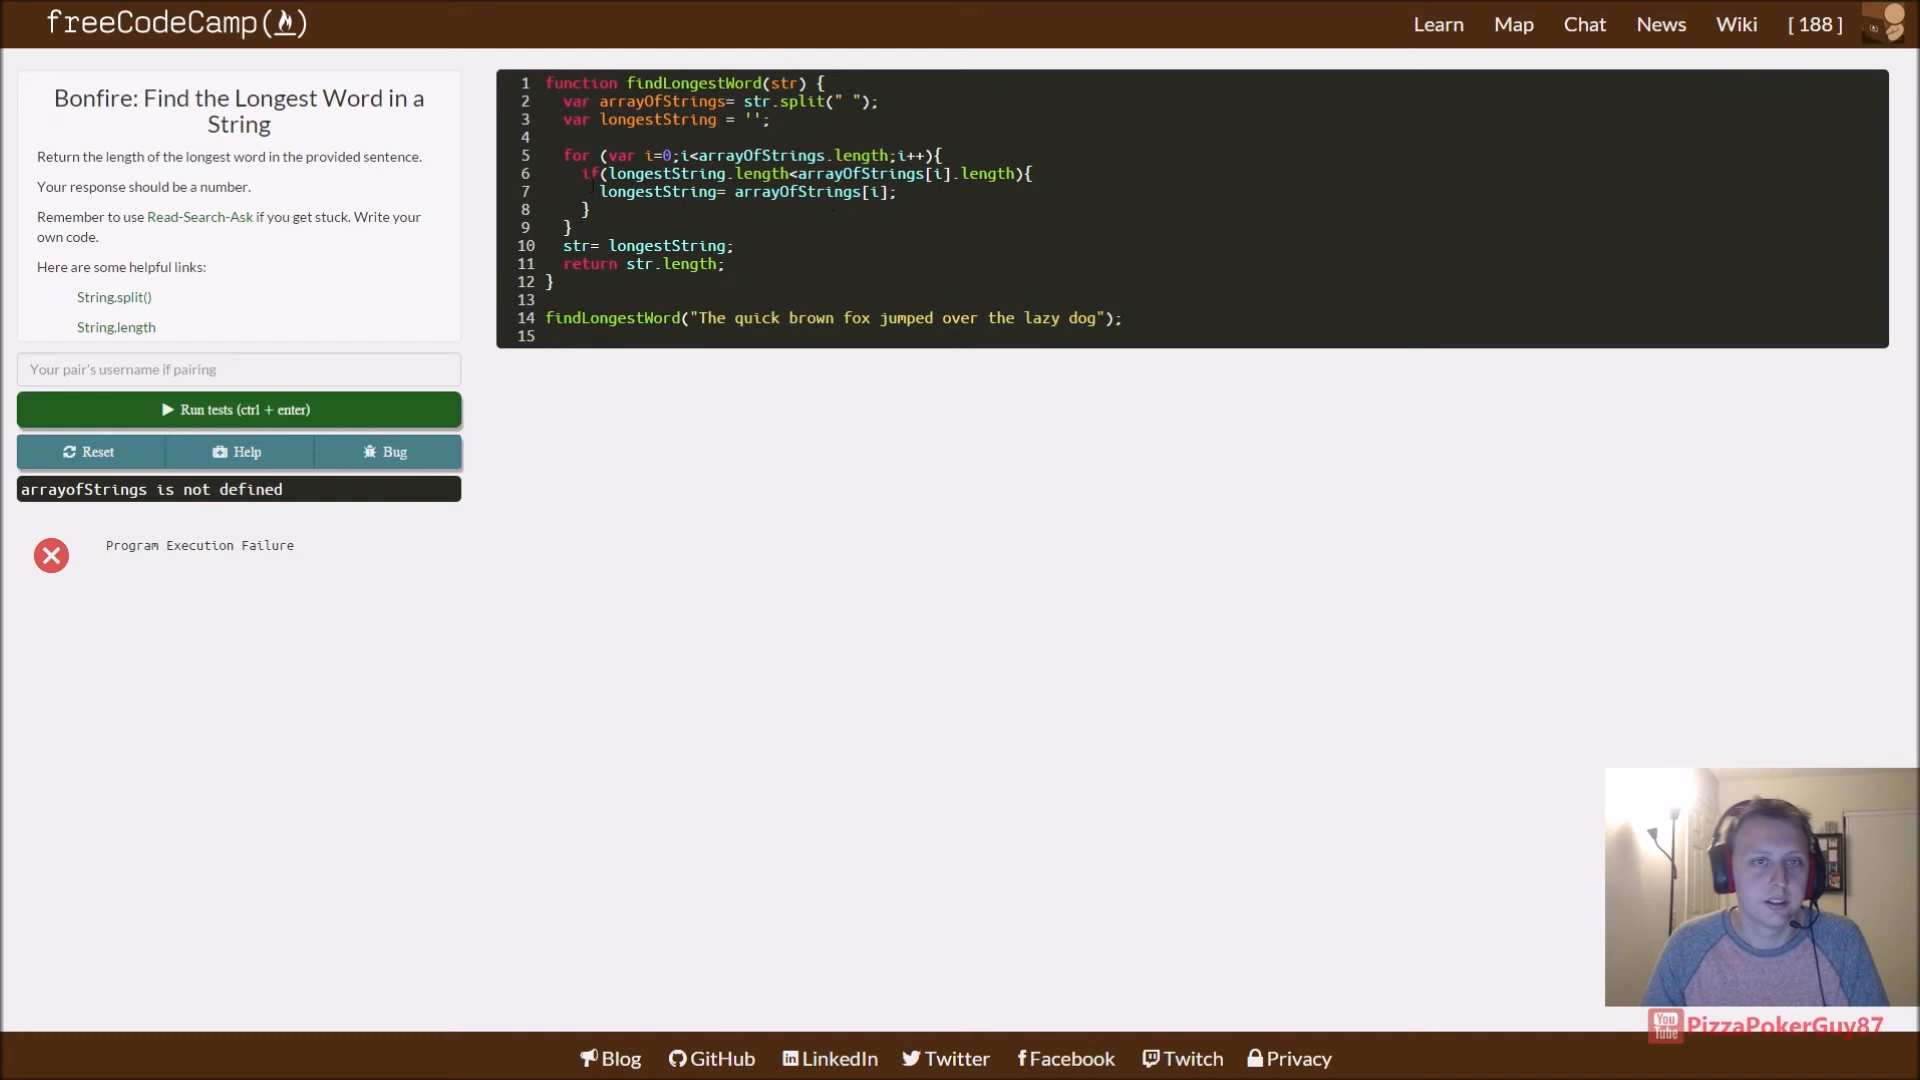 freeCodeCamp(🔥)
Learn Map Chat News Wiki [ 188 ]
Bonfire: Find the Longest Word in a
String
Return the length of the longest word in the provided sentence.
Your response should be a number.
Remember to use Read-Search-Ask if you get stuck. Write your
own code.
Here are some helpful links:
String.split()
String.length
Your pair's username if pairing
Run tests (ctrl + enter)
Reset Help Bug
arrayofStrings is not defined
Program Execution Failure
1 function findLongestWord(str) {
2 var arrayOfStrings= str.split(" ");
3 var longestString = '';
4
5 for (var i=0;i<arrayOfStrings.length;i++){
6 if(longestString.length<arrayOfStrings[i].length){
7 longestString= arrayOfStrings[i];
8 }
9 }
10 str= longestString;
11 return str.length;
12 }
13
14 findLongestWord("The quick brown fox jumped over the lazy dog");
15
You Tube PizzaPokerGuy87
Blog GitHub LinkedIn Twitter Facebook Twitch Privacy